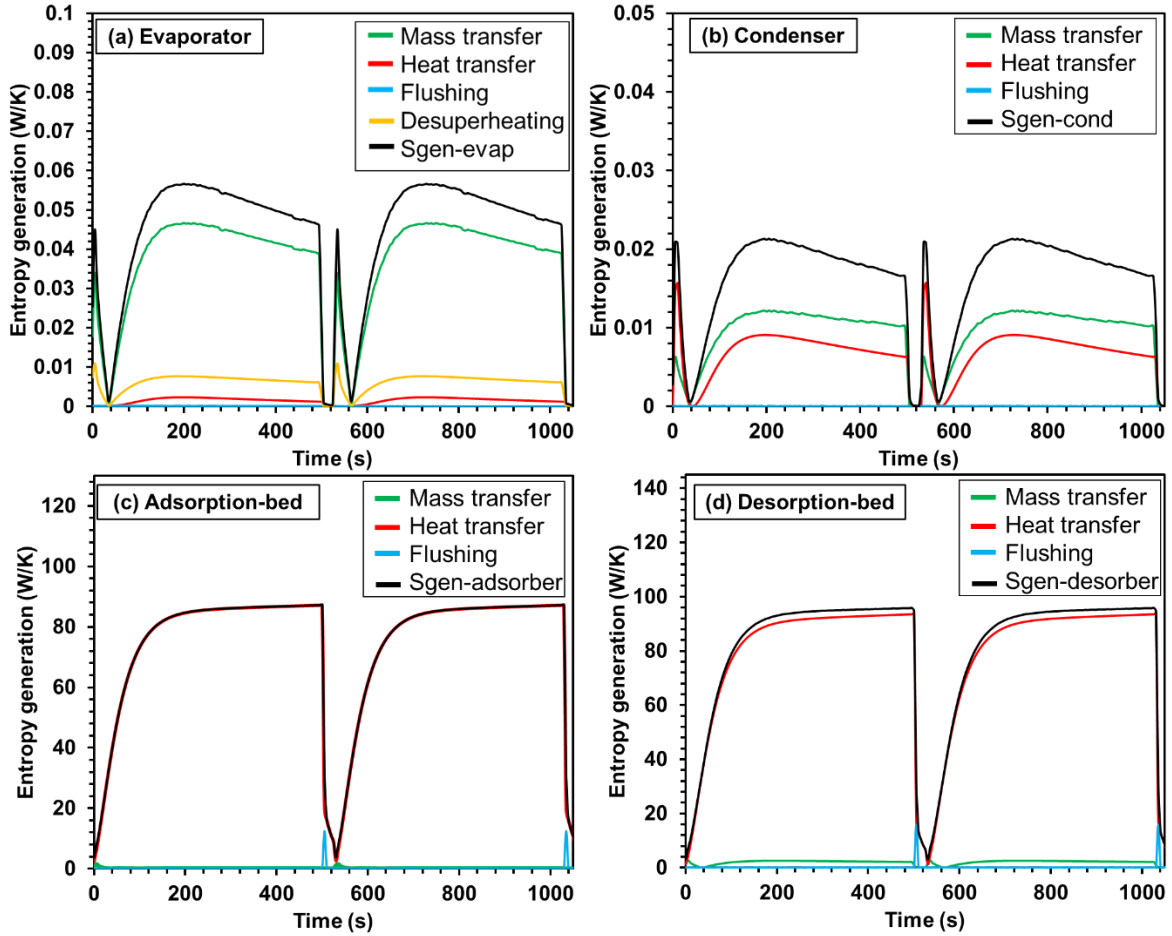 (a) Evaporator
Mass transfer
Heat transfer
Flushing
Desuperheating
Sgen-evap
Entropy generation (W/K)
0.1
0.09
0.08
0.07
0.06
0.05
0.04
0.03
0.02
0.01
0
0 200 400 600 800 1000
Time (s)
(b) Condenser
Mass transfer
Heat transfer
Flushing
Sgen-cond
Entropy generation (W/K)
0.05
0.04
0.03
0.02
0.01
0
0 200 400 600 800 1000
Time (s)
(c) Adsorption-bed
Mass transfer
Heat transfer
Flushing
Sgen-adsorber
Entropy generation (W/K)
120
100
80
60
40
20
0
0 200 400 600 800 1000
Time (s)
(d) Desorption-bed
Mass transfer
Heat transfer
Flushing
Sgen-desorber
Entropy generation (W/K)
140
120
100
80
60
40
20
0
0 200 400 600 800 1000
Time (s)